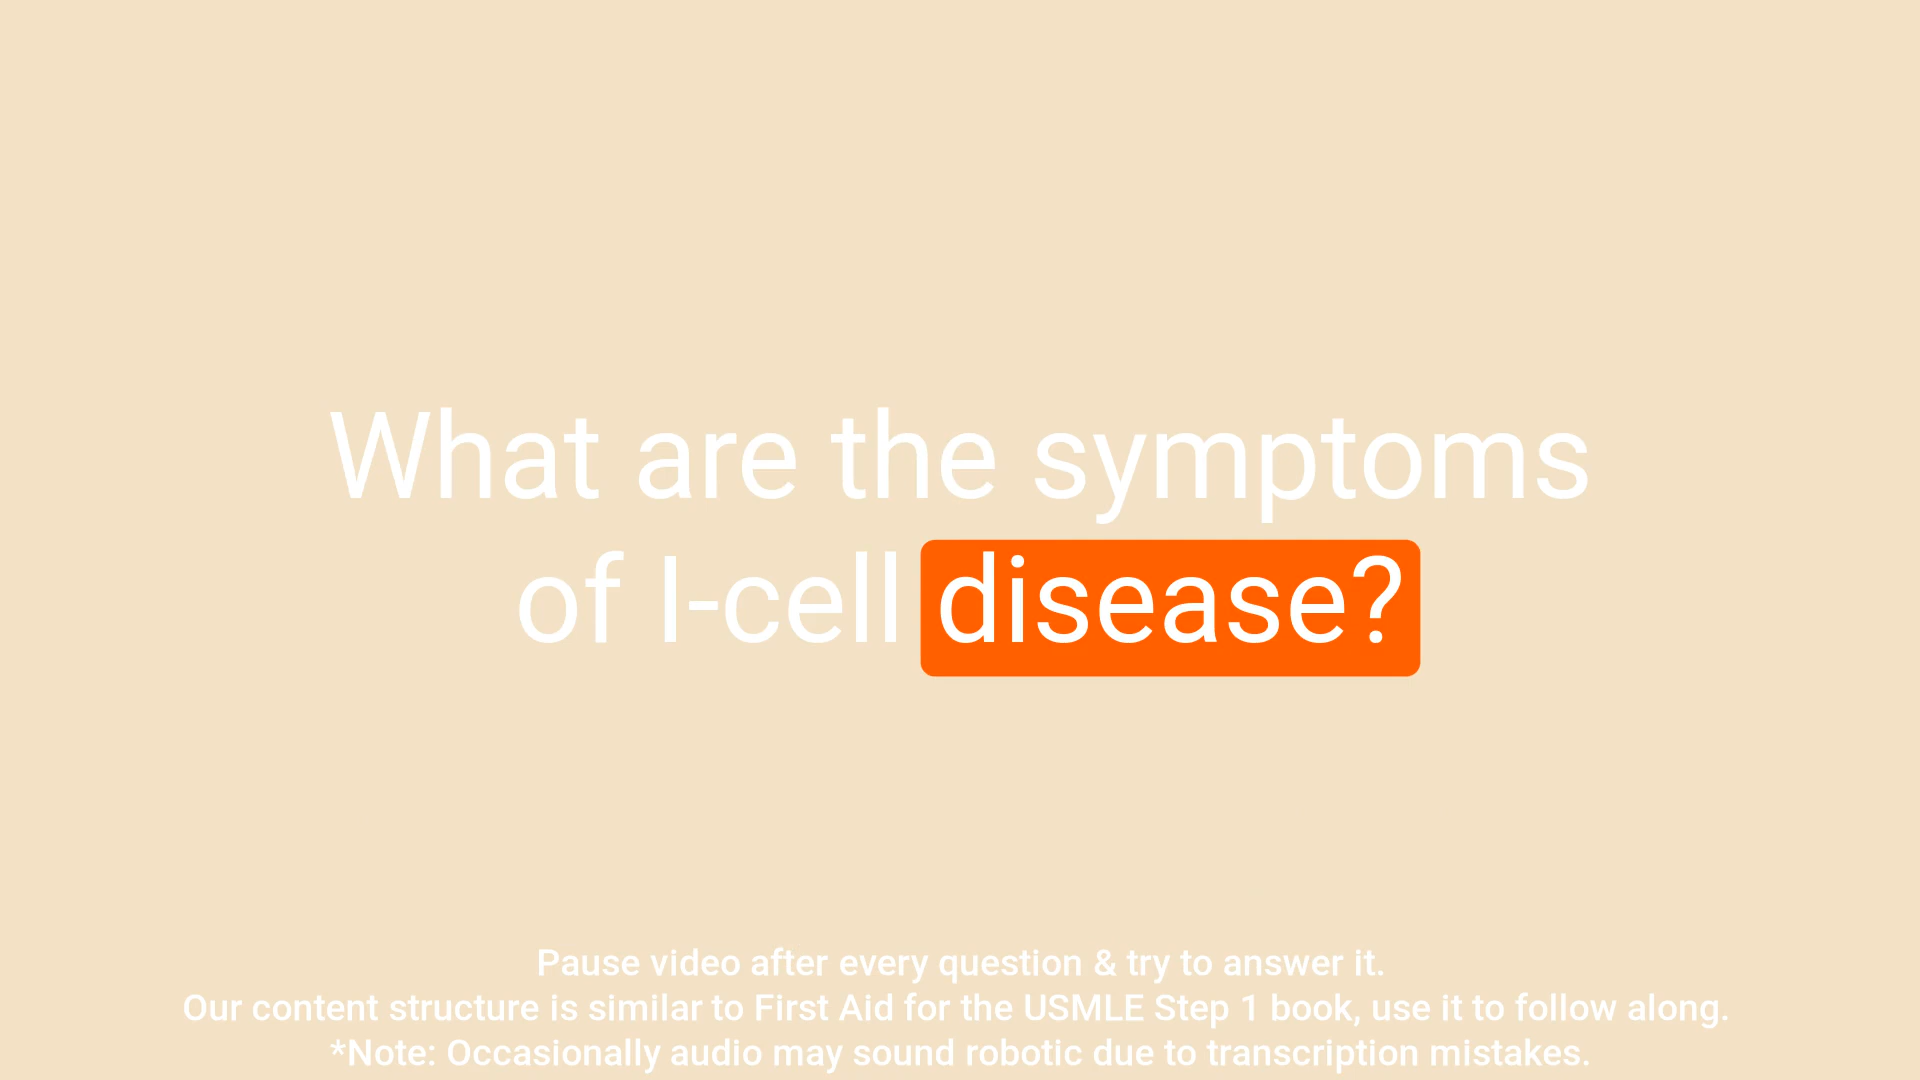 What are the symptoms
of I-cell disease?
Pause video after every question & try to answer it.
Our content structure is similar to First Aid for the USMLE Step 1 book, use it to follow along.
*Note: Occasionally audio may sound robotic due to transcription mistakes.